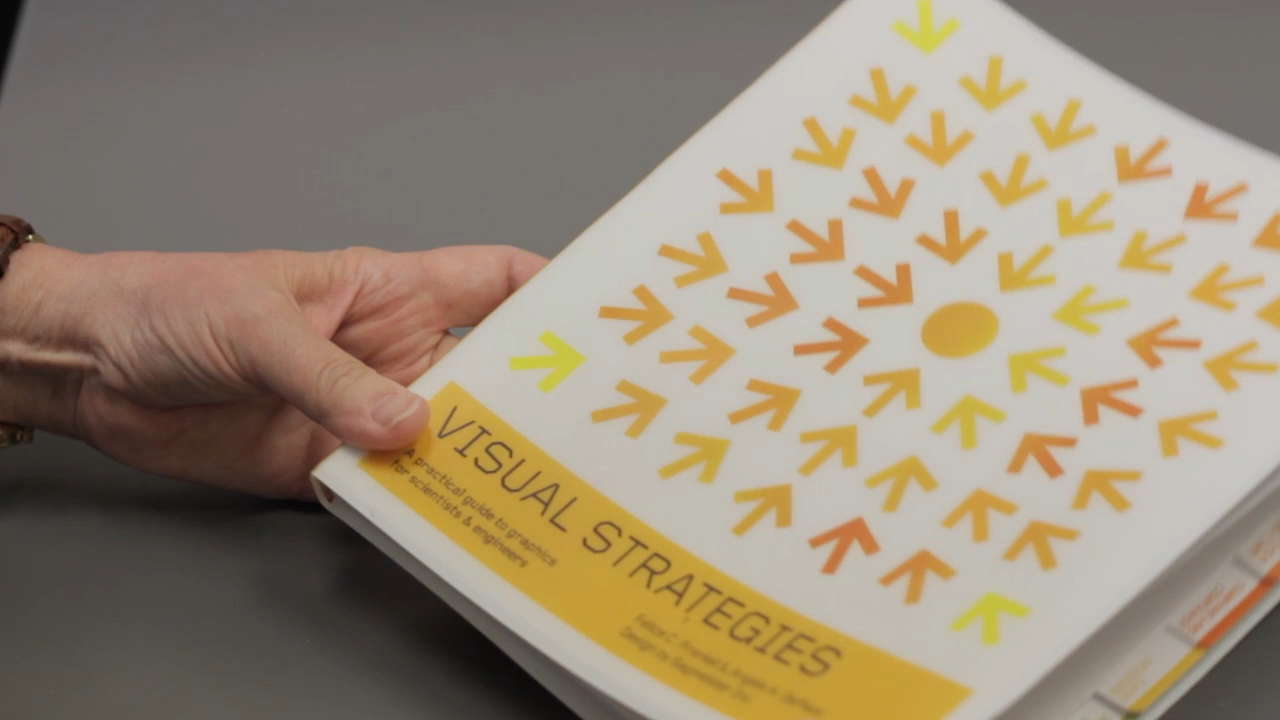 VISUAL STRATEGIES
A practical guide to graphics
for scientists & engineers
Felice C. Frankel & Angela H. DePace
Design by Sagmeister Inc.